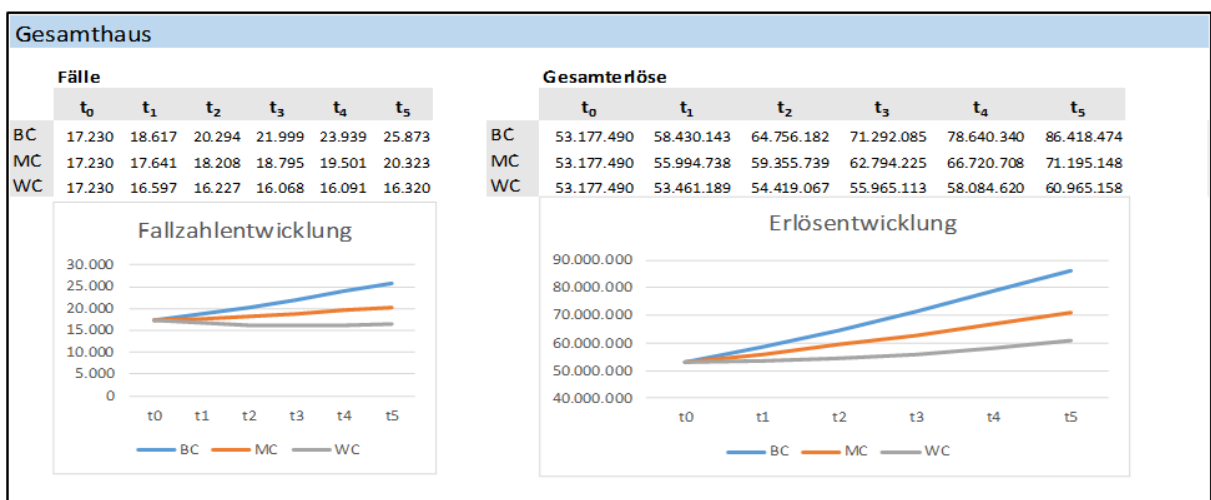 Gesamthaus
Fälle
t₀ t₁ t₂ t₃ t₄ t₅
BC 17.230 18.617 20.294 21.999 23.939 25.873
MC 17.230 17.641 18.208 18.795 19.501 20.323
WC 17.230 16.597 16.227 16.068 16.091 16.320
Gesamterlöse
t₀ t₁ t₂ t₃ t₄ t₅
BC 53.177.490 58.430.143 64.756.182 71.292.085 78.640.340 86.418.474
MC 53.177.490 55.994.738 59.355.739 62.794.225 66.720.708 71.195.148
WC 53.177.490 53.461.189 54.419.067 55.965.113 58.084.620 60.965.158
Fallzahlentwicklung
30.000
25.000
20.000
15.000
10.000
5.000
0
t0 t1 t2 t3 t4 t5
BC MC WC
Erlösentwicklung
90.000.000
80.000.000
70.000.000
60.000.000
50.000.000
40.000.000
t0 t1 t2 t3 t4 t5
BC MC WC